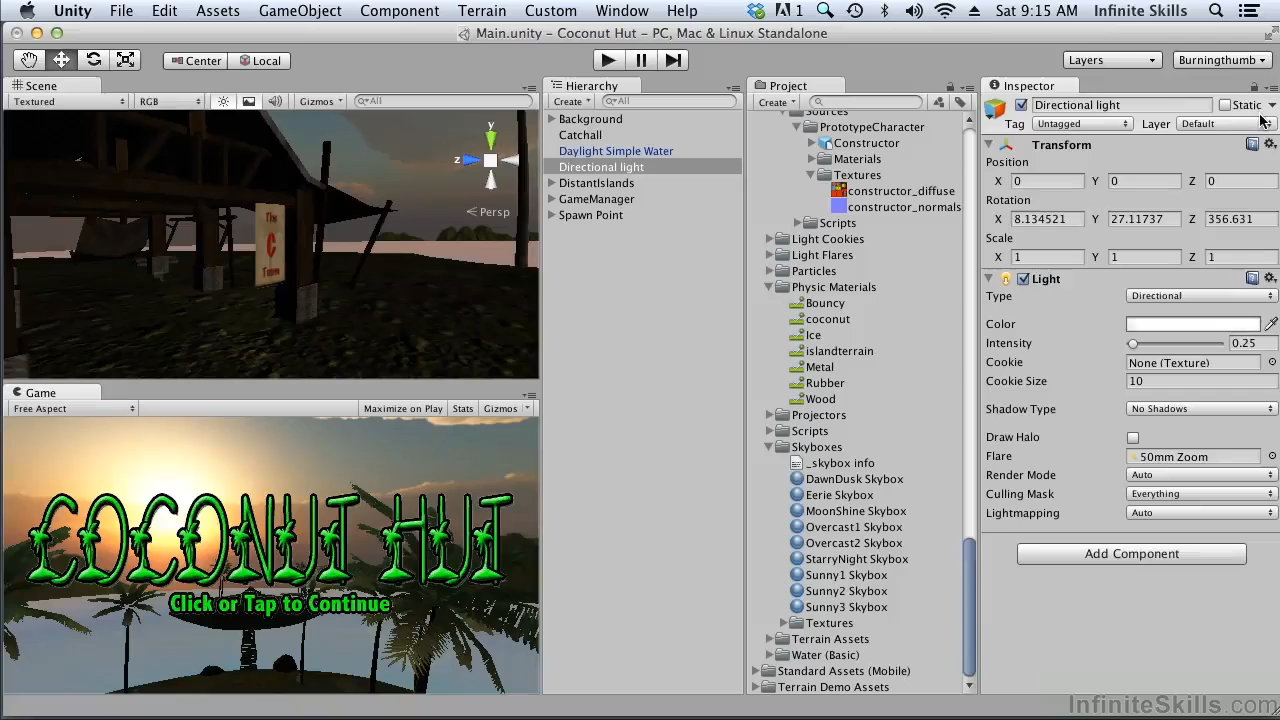 Unity File Edit Assets GameObject Component Terrain Custom Window Help 1 Sat 9:15 AM Infinite Skills
Main.unity - Coconut Hut - PC, Mac & Linux Standalone
Center Local Layers Burningthumb
Scene
Textured RGB Gizmos All
y
z
Persp
The
C
Game
Free Aspect Maximize on Play Stats Gizmos
COCONUT HUT
Click or Tap to Continue
Hierarchy
Create All
Background
Catchall
Daylight Simple Water
Directional light
DistantIslands
GameManager
Spawn Point
Project
Create
Sources
PrototypeCharacter
Constructor
Materials
Textures
constructor_diffuse
constructor_normals
Scripts
Light Cookies
Light Flares
Particles
Physic Materials
Bouncy
coconut
Ice
islandterrain
Metal
Rubber
Wood
Projectors
Scripts
Skyboxes
_skybox info
DawnDusk Skybox
Eerie Skybox
MoonShine Skybox
Overcast1 Skybox
Overcast2 Skybox
StarryNight Skybox
Sunny1 Skybox
Sunny2 Skybox
Sunny3 Skybox
Textures
Terrain Assets
Water (Basic)
Standard Assets (Mobile)
Terrain Demo Assets
Inspector
Directional light Static
Tag Untagged Layer Default
Transform
Position
X 0 Y 0 Z 0
Rotation
X 8.134521 Y 27.11737 Z 356.631
Scale
X 1 Y 1 Z 1
Light
Type Directional
Color
Intensity 0.25
Cookie None (Texture)
Cookie Size 10
Shadow Type No Shadows
Draw Halo
Flare 50mm Zoom
Render Mode Auto
Culling Mask Everything
Lightmapping Auto
Add Component
InfiniteSkills.com